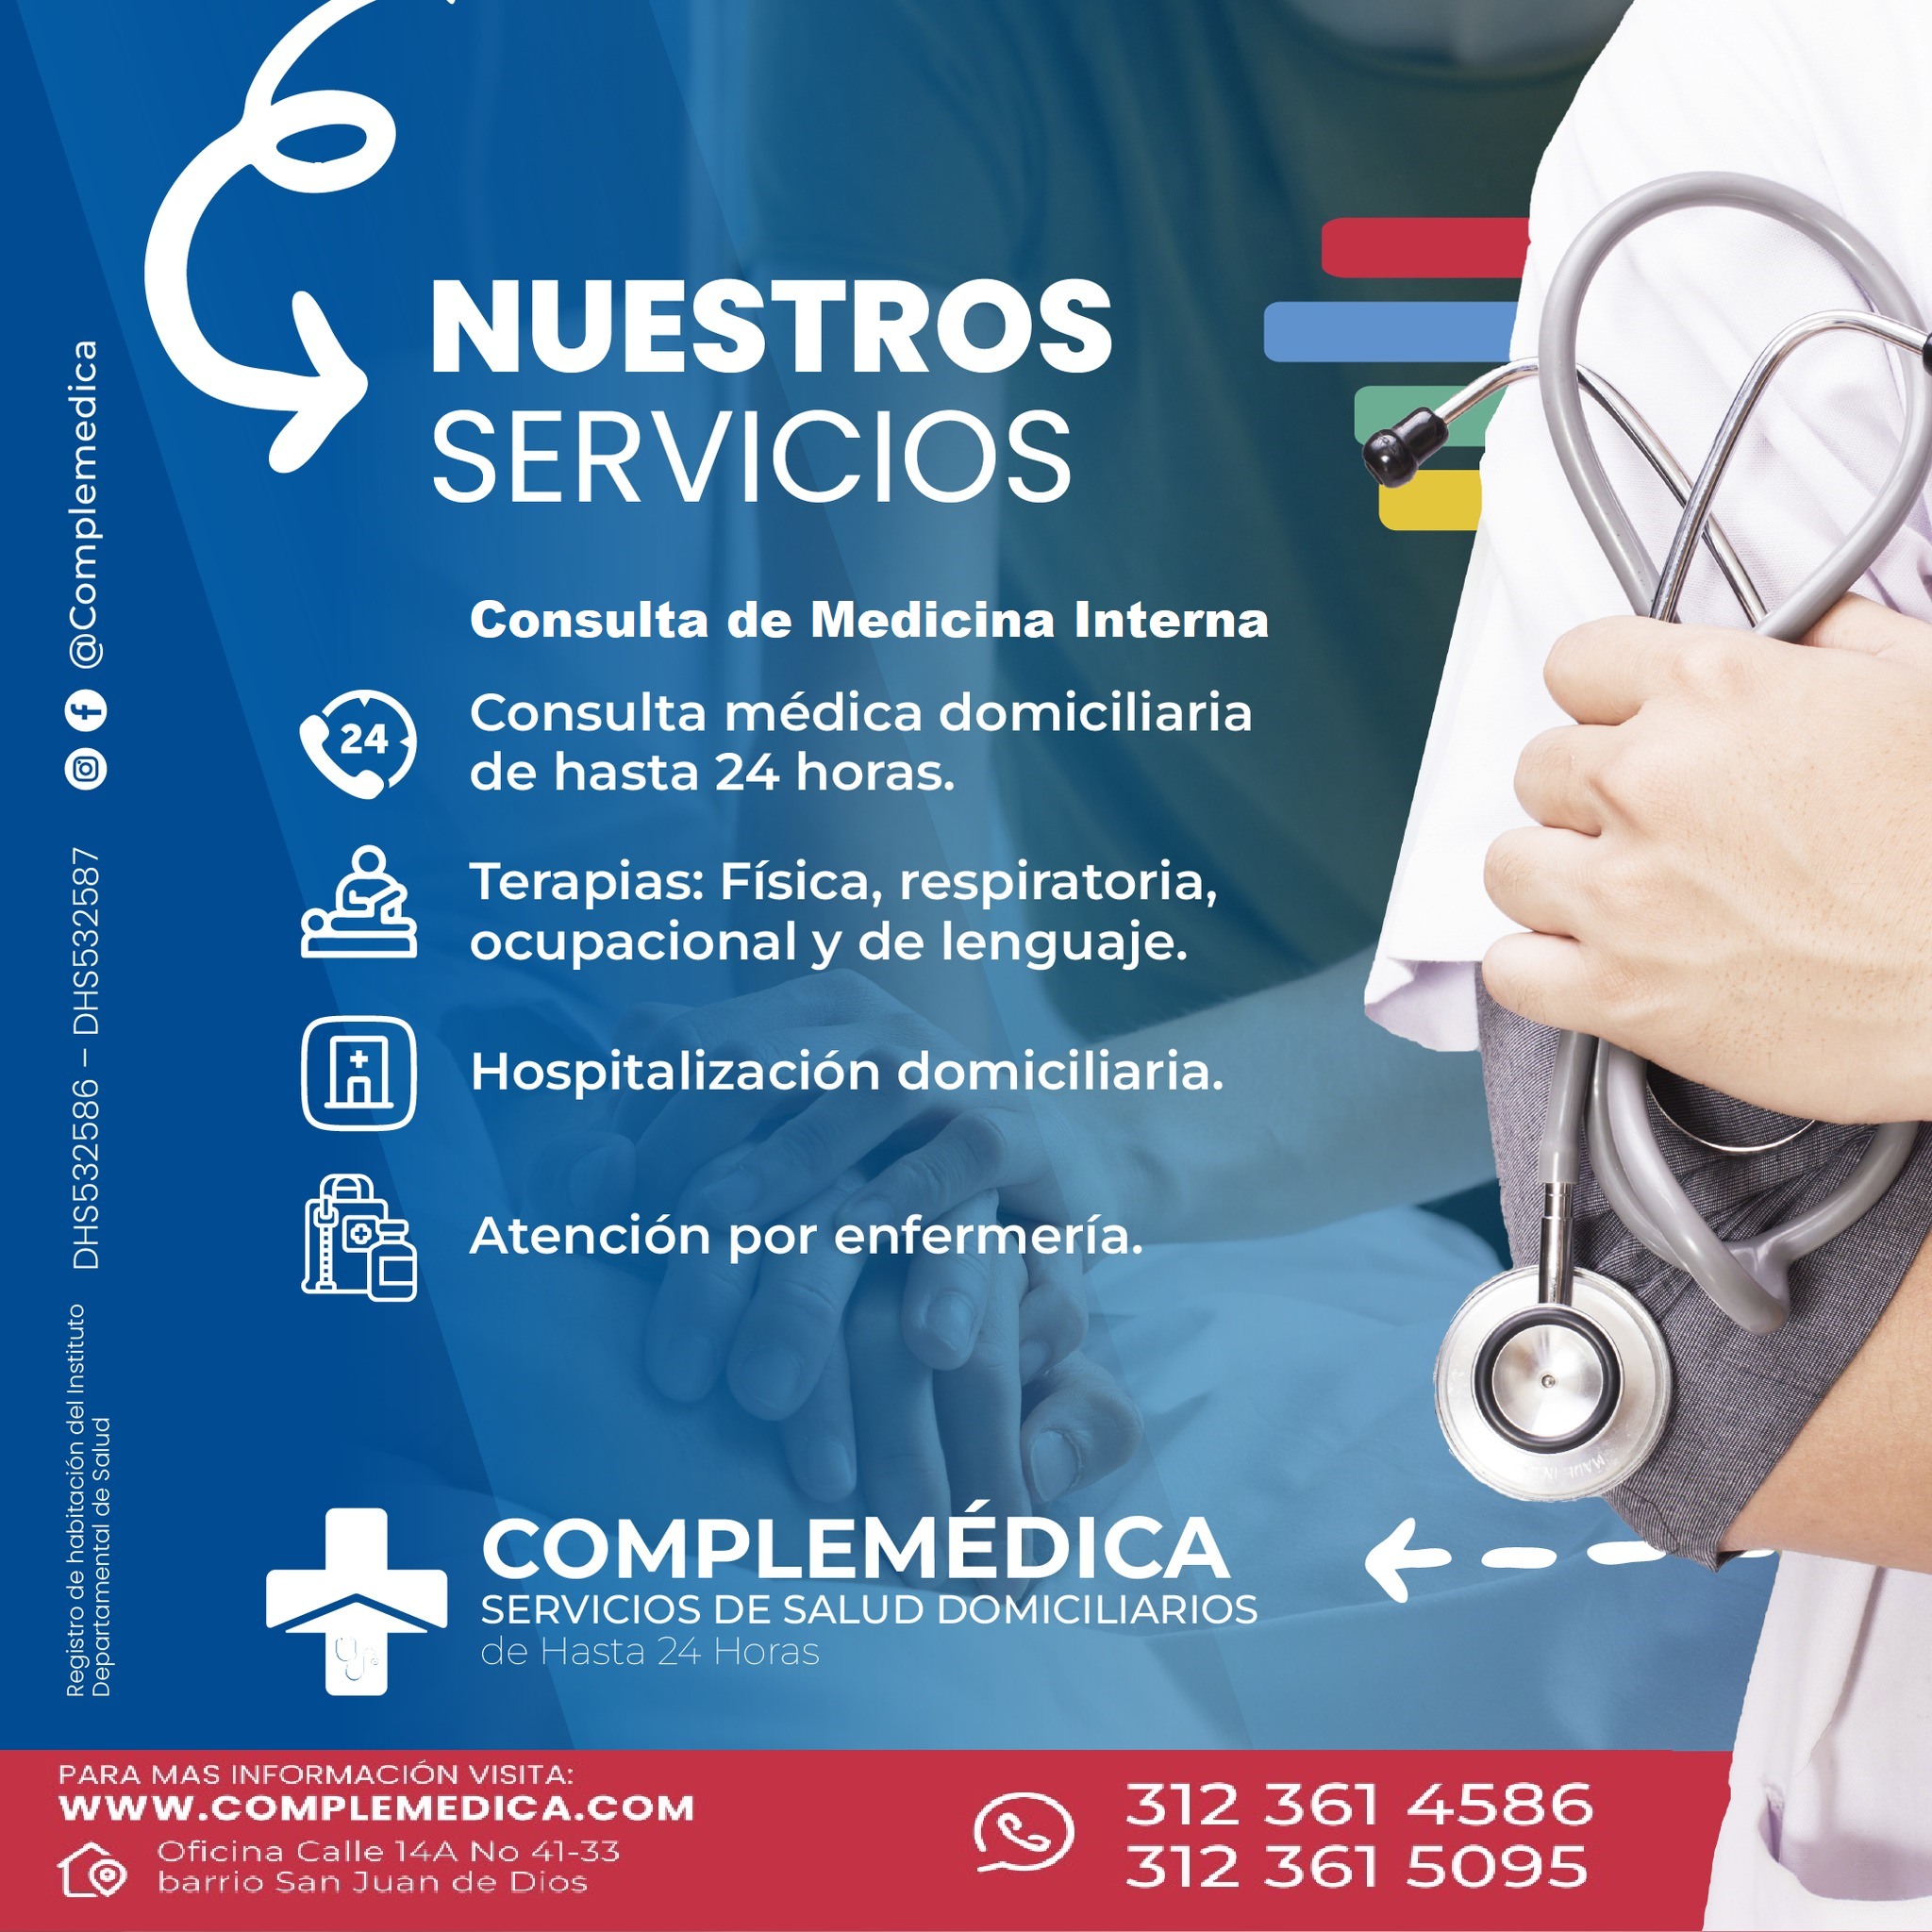 NUESTROS
SERVICIOS
Consulta de Medicina Interna
24
Consulta médica domiciliaria
de hasta 24 horas.
Terapias: Física, respiratoria,
ocupacional y de lenguaje.
Hospitalización domiciliaria.
Atención por enfermería.
@Complemedica
DHS532586 – DHS532587
Registro de habitación del Instituto
Departamental de Salud
COMPLEMÉDICA
SERVICIOS DE SALUD DOMICILIARIOS
de Hasta 24 Horas
PARA MAS INFORMACIÓN VISITA:
WWW.COMPLEMEDICA.COM
Oficina Calle 14A No 41-33
barrio San Juan de Dios
312 361 4586
312 361 5095